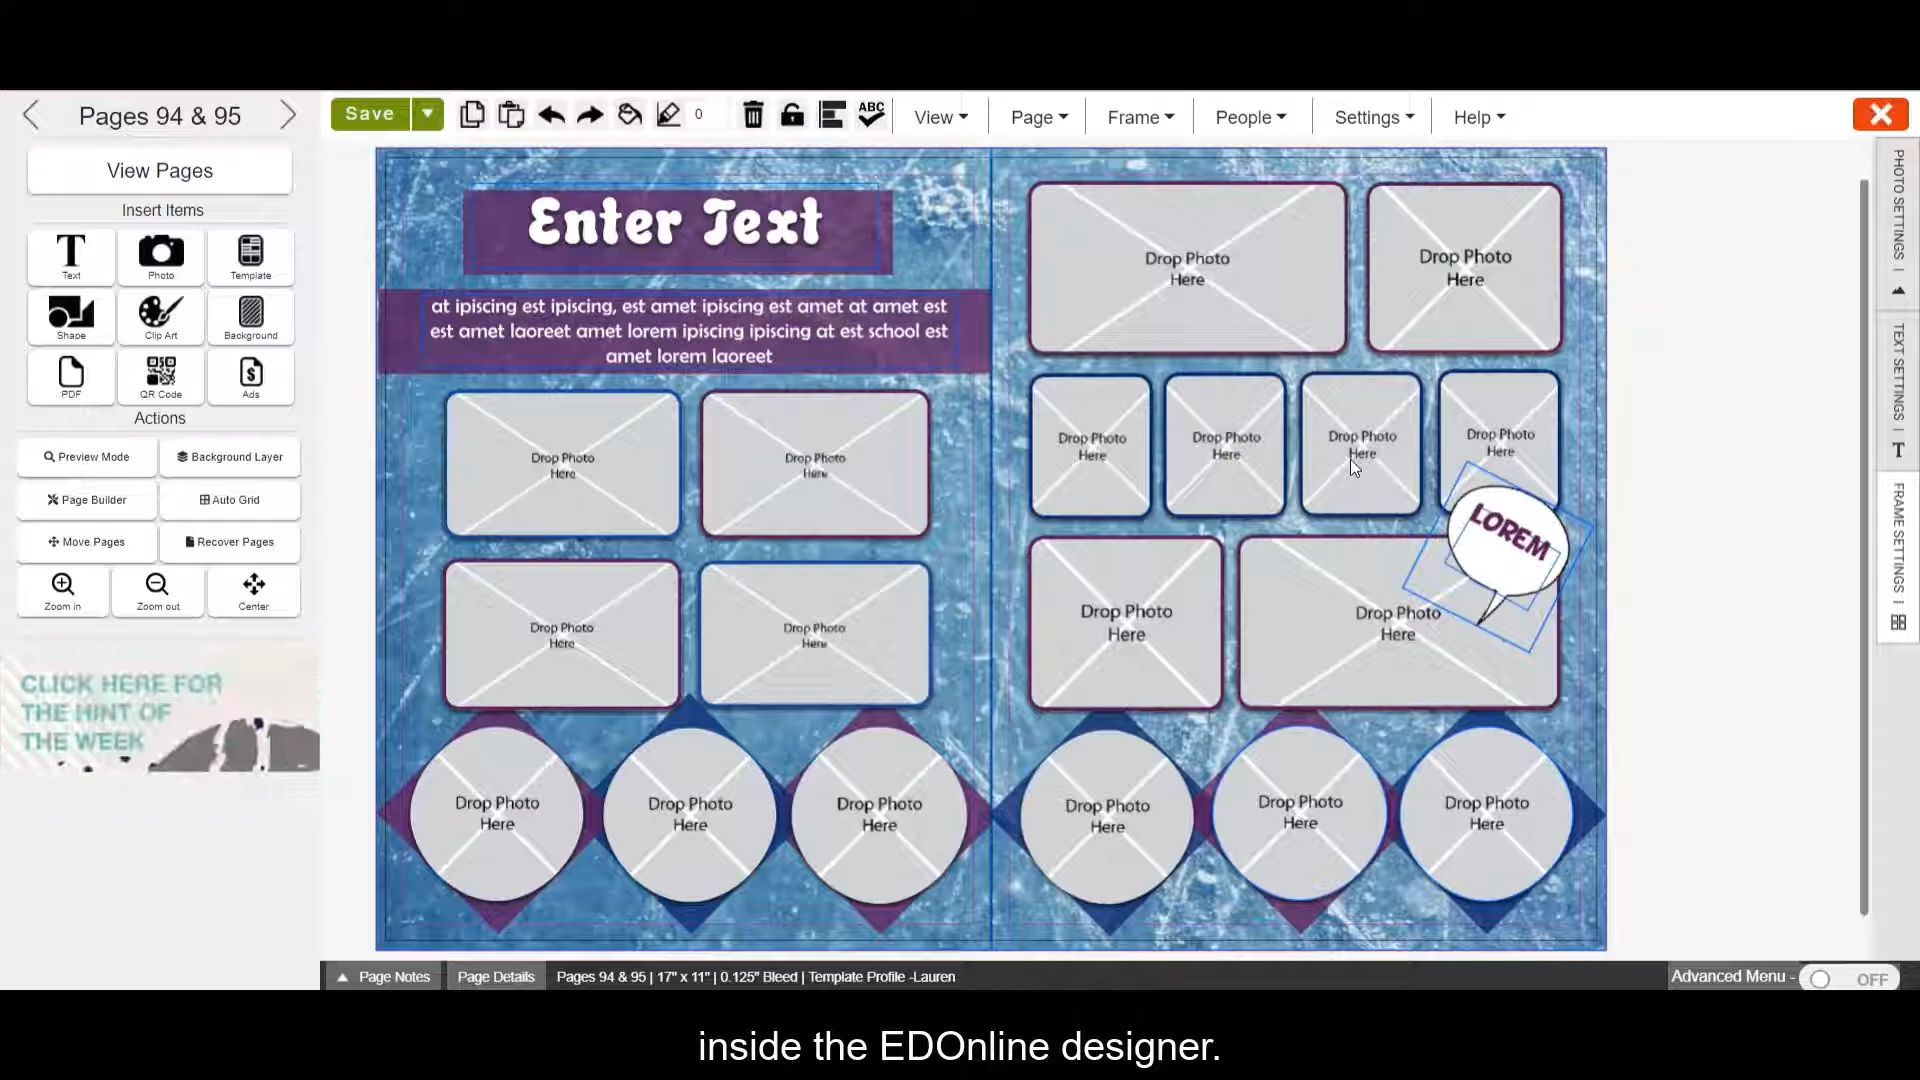 Pages 94 & 95
Save
0
ABC
View
Page
Frame
People
Settings
Help
View Pages
Insert Items
Text
Photo
Template
Shape
Clip Art
Background
PDF
QR Code
Ads
Actions
Preview Mode
Background Layer
Page Builder
Auto Grid
Move Pages
Recover Pages
Zoom in
Zoom out
Center
CLICK HERE FOR
THE HINT OF
THE WEEK
Enter Text
at ipiscing est ipiscing, est amet ipiscing est amet at amet est
est amet laoreet amet lorem ipiscing ipiscing at est school est
amet lorem laoreet
Drop Photo
Here
Drop Photo
Here
Drop Photo
Here
Drop Photo
Here
Drop Photo
Here
Drop Photo
Here
Drop Photo
Here
Drop Photo
Here
Drop Photo
Here
Drop Photo
Here
Drop Photo
Here
Drop Photo
Here
Drop Photo
Here
LOREM
Drop Photo
Here
Drop Photo
Here
Drop Photo
Here
Drop Photo
Here
Drop Photo
Here
PHOTO SETTINGS
TEXT SETTINGS
FRAME SETTINGS
Page Notes
Page Details
Pages 94 & 95 | 17" x 11" | 0.125" Bleed | Template Profile -Lauren
Advanced Menu -
OFF
inside the EDOnline designer.